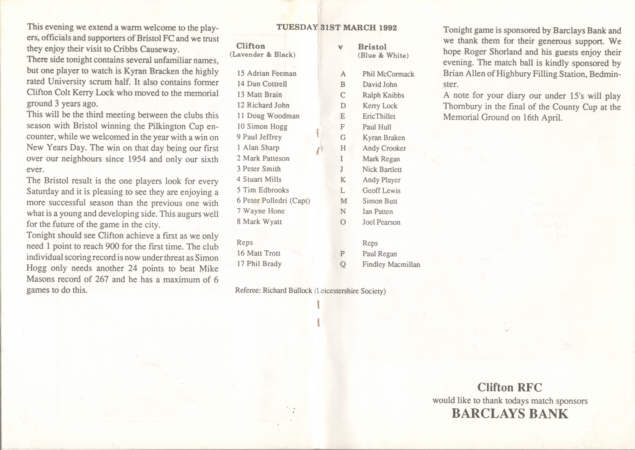 This evening we extend a warm welcome to the play-
ers, officials and supporters of Bristol FC and we trust
they enjoy their visit to Cribbs Causeway.
There side tonight contains several unfamiliar names,
but one player to watch is Kyran Bracken the highly
rated University scrum half. It also contains former
Clifton Colt Kerry Lock who moved to the memorial
ground 3 years ago.
This will be the third meeting between the clubs this
season with Bristol winning the Pilkington Cup en-
counter, while we welcomed in the year with a win on
New Years Day. The win on that day being our first
over our neighbours since 1954 and only our sixth
ever.
The Bristol result is the one players look for every
Saturday and it is pleasing to see they are enjoying a
more successful season than the previous one with
what is a young and developing side. This augurs well
for the future of the game in the city.
Tonight should see Clifton achieve a first as we only
need 1 point to reach 900 for the first time. The club
individual scoring record is now under threat as Simon
Hogg only needs another 24 points to beat Mike
Masons record of 267 and he has a maximum of 6
games to do this.
TUESDAY 31ST MARCH 1992
Clifton v Bristol
(Lavender & Black) (Blue & White)
15 Adrian Feeman A Phil McCormack
14 Dan Cottrell B David John
13 Matt Brain C Ralph Knibbs
12 Richard John D Kerry Lock
11 Doug Woodman E EricThillet
10 Simon Hogg F Paul Hull
9 Paul Jeffrey G Kyran Braken
1 Alan Sharp H Andy Crooker
2 Mark Patteson I Mark Regan
3 Peter Smith J Nick Bartlett
4 Stuart Mills K Andy Player
5 Tim Edbrooks L Geoff Lewis
6 Peter Polledri (Capt) M Simon Butt
7 Wayne Hone N Ian Patten
8 Mark Wyatt O Joel Pearson
Reps Reps
16 Matt Trott P Paul Regan
17 Phil Brady Q Findley Macmillan
Referee: Richard Bullock (Leicestershire Society)
Tonight game is sponsored by Barclays Bank and
we thank them for their generous support. We
hope Roger Shorland and his guests enjoy their
evening. The match ball is kindly sponsored by
Brian Allen of Highbury Filling Station, Bedmin-
ster.
A note for your diary our under 15's will play
Thornbury in the final of the County Cup at the
Memorial Ground on 16th April.
Clifton RFC
would like to thank todays match sponsors
BARCLAYS BANK